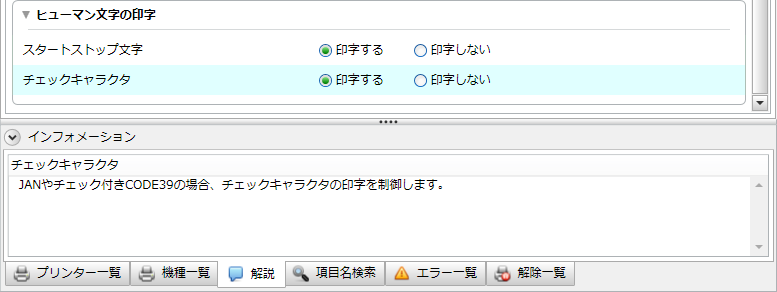 ヒューマン文字の印字
スタートストップ文字 印字する 印字しない
チェックキャラクタ 印字する 印字しない
インフォメーション
チェックキャラクタ
JANやチェック付きCODE39の場合、チェックキャラクタの印字を制御します。
プリンター一覧 機種一覧 解説 項目名検索 エラー一覧 解除一覧